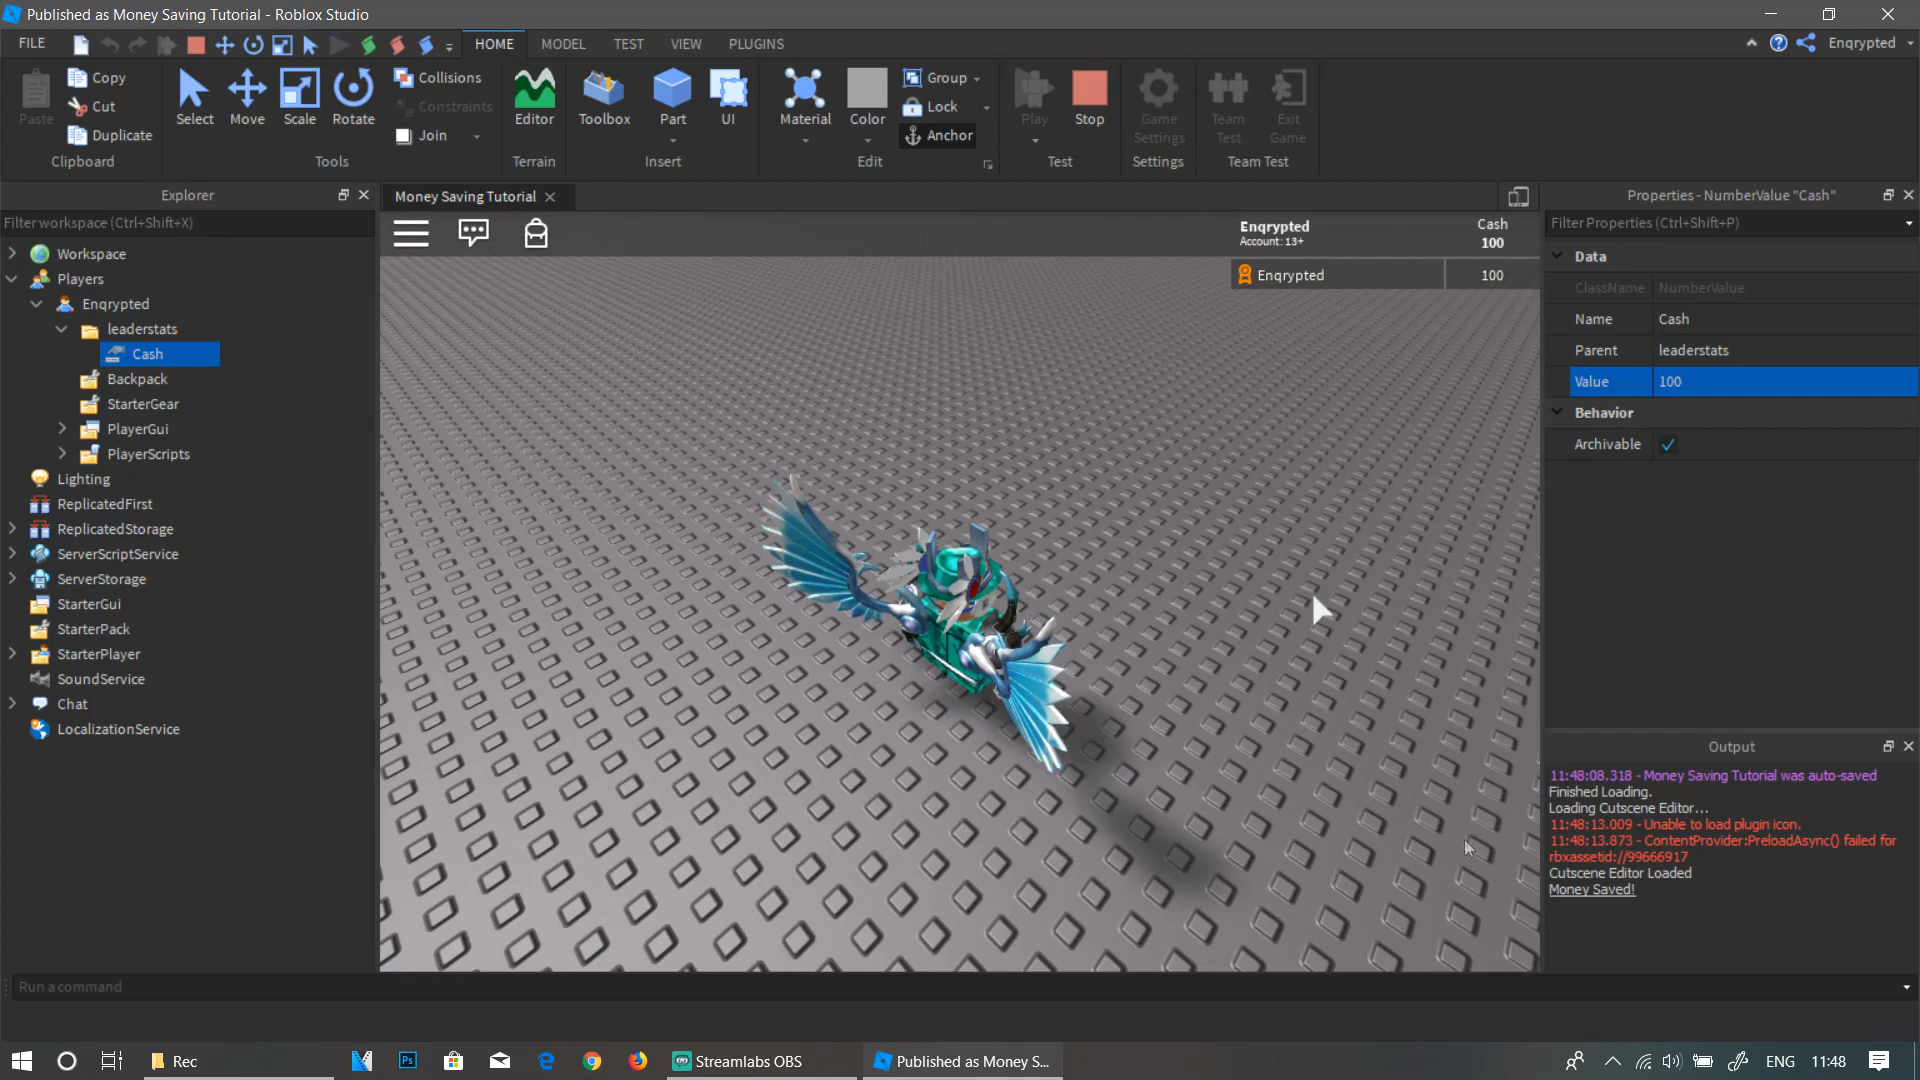 Published as Money Saving Tutorial - Roblox Studio
FILE
HOME
MODEL
TEST
VIEW
PLUGINS
Enqrypted
Paste
Copy
Cut
Duplicate
Clipboard
Select
Move
Scale
Rotate
Collisions
Constraints
Join
Tools
Editor
Terrain
Toolbox
Part
UI
Insert
Material
Color
Group
Lock
Anchor
Edit
Play
Stop
Test
Game
Settings
Settings
Team
Test
Exit
Game
Team Test
Explorer
Filter workspace (Ctrl+Shift+X)
Workspace
Players
Enqrypted
leaderstats
Cash
Backpack
StarterGear
PlayerGui
PlayerScripts
Lighting
ReplicatedFirst
ReplicatedStorage
ServerScriptService
ServerStorage
StarterGui
StarterPack
StarterPlayer
SoundService
Chat
LocalizationService
Money Saving Tutorial
Enqrypted
Account: 13+
Cash
100
Enqrypted 100
Properties - NumberValue "Cash"
Filter Properties (Ctrl+Shift+P)
Data
ClassName NumberValue
Name Cash
Parent leaderstats
Value 100
Behavior
Archivable
Output
11:48:08.318 - Money Saving Tutorial was auto-saved
Finished Loading.
Loading Cutscene Editor...
11:48:13.009 - Unable to load plugin icon.
11:48:13.873 - ContentProvider:PreloadAsync() failed for
rbxassetid://99666917
Cutscene Editor Loaded
Money Saved!
Run a command
Rec
Ps
Streamlabs OBS
Published as Money S...
ENG
11:48